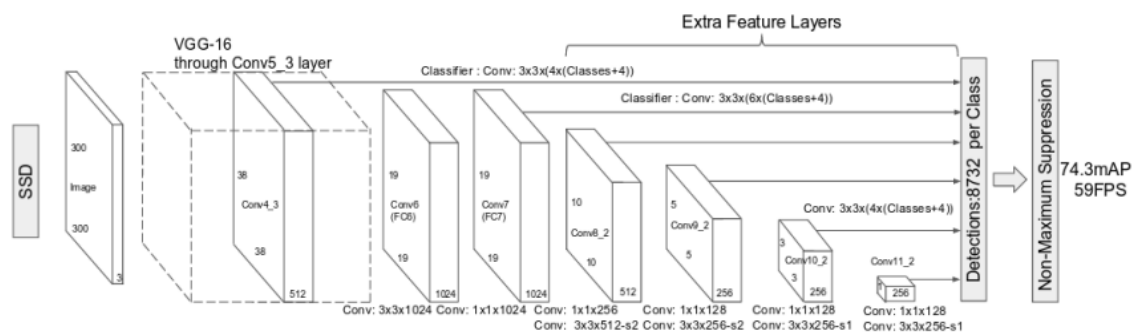 Extra Feature Layers
VGG-16
through Conv5_3 layer
Classifier : Conv: 3x3x(4x(Classes+4))
Classifier : Conv: 3x3x(6x(Classes+4))
SSD
300
Image
300
3
38
Conv4_3
38
512
19
Conv6
(FC6)
19
1024
19
Conv7
(FC7)
19
1024
10
Conv8_2
10
512
5
Conv9_2
5
256
Conv: 3x3x(4x(Classes+4))
3
Conv10_2
3
256
Conv11_2
256
Detections:8732 per Class
Non-Maximum Suppression
74.3mAP
59FPS
Conv: 3x3x1024
Conv: 1x1x1024
Conv: 1x1x256
Conv: 3x3x512-s2
Conv: 1x1x128
Conv: 3x3x256-s2
Conv: 1x1x128
Conv: 3x3x256-s1
Conv: 1x1x128
Conv: 3x3x256-s1